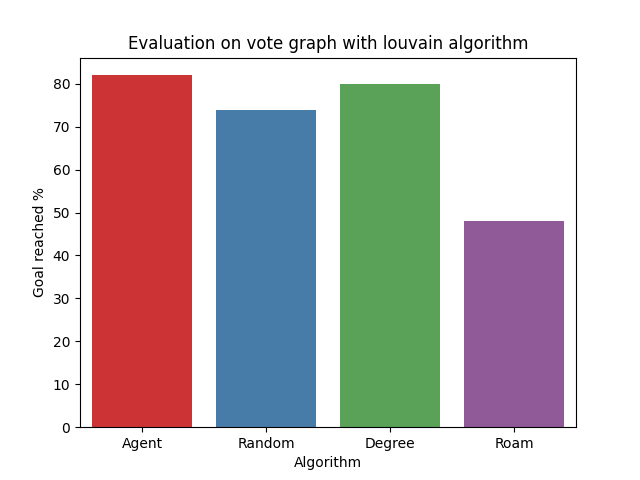 Evaluation on vote graph with louvain algorithm
Goal reached %
80
70
60
50
40
30
20
10
0
Agent Random Degree Roam
Algorithm